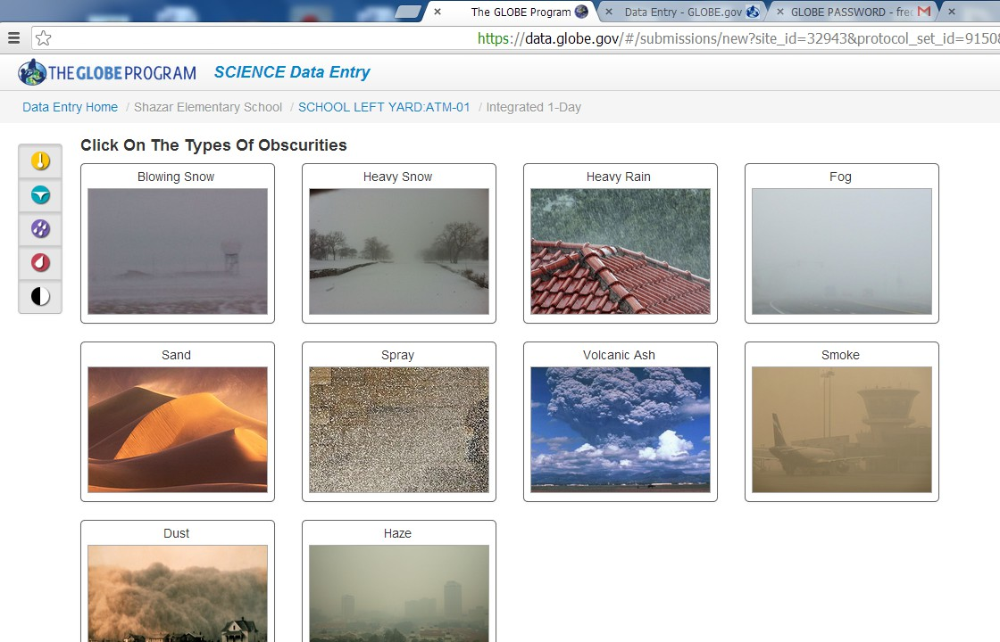 The GLOBE Program
Data Entry - GLOBE.gov
GLOBE PASSWORD - fre
https://data.globe.gov/#/submissions/new?site_id=32943&protocol_set_id=91508
THE GLOBE PROGRAM SCIENCE Data Entry
Data Entry Home / Shazar Elementary School / SCHOOL LEFT YARD:ATM-01 / Integrated 1-Day
Click On The Types Of Obscurities
Blowing Snow
Heavy Snow
Heavy Rain
Fog
Sand
Spray
Volcanic Ash
Smoke
Dust
Haze